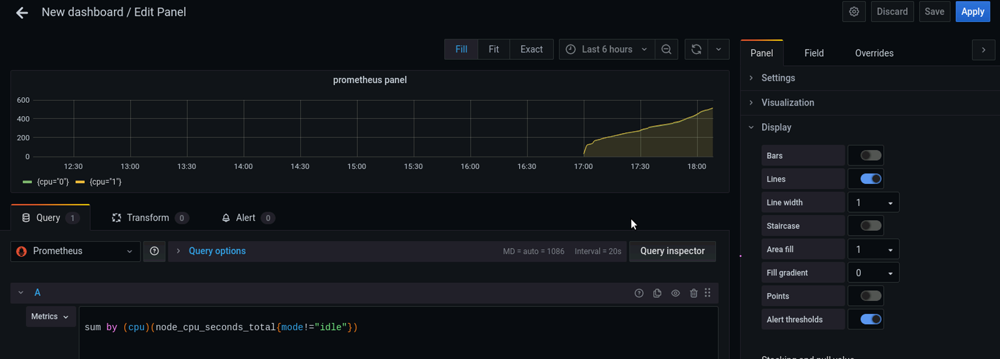 New dashboard / Edit Panel
Discard
Save
Apply
Fill
Fit
Exact
Last 6 hours
Panel
Field
Overrides
prometheus panel
600
400
200
0
12:30
13:00
13:30
14:00
14:30
15:00
15:30
16:00
16:30
17:00
17:30
18:00
{cpu="0"}
{cpu="1"}
Settings
Visualization
Display
Bars
Lines
Line width
1
Staircase
Area fill
1
Fill gradient
0
Points
Alert thresholds
Query 1
Transform 0
Alert 0
Prometheus
Query options
MD = auto = 1086
Interval = 20s
Query inspector
A
Metrics
sum by (cpu)(node_cpu_seconds_total{mode!="idle"})